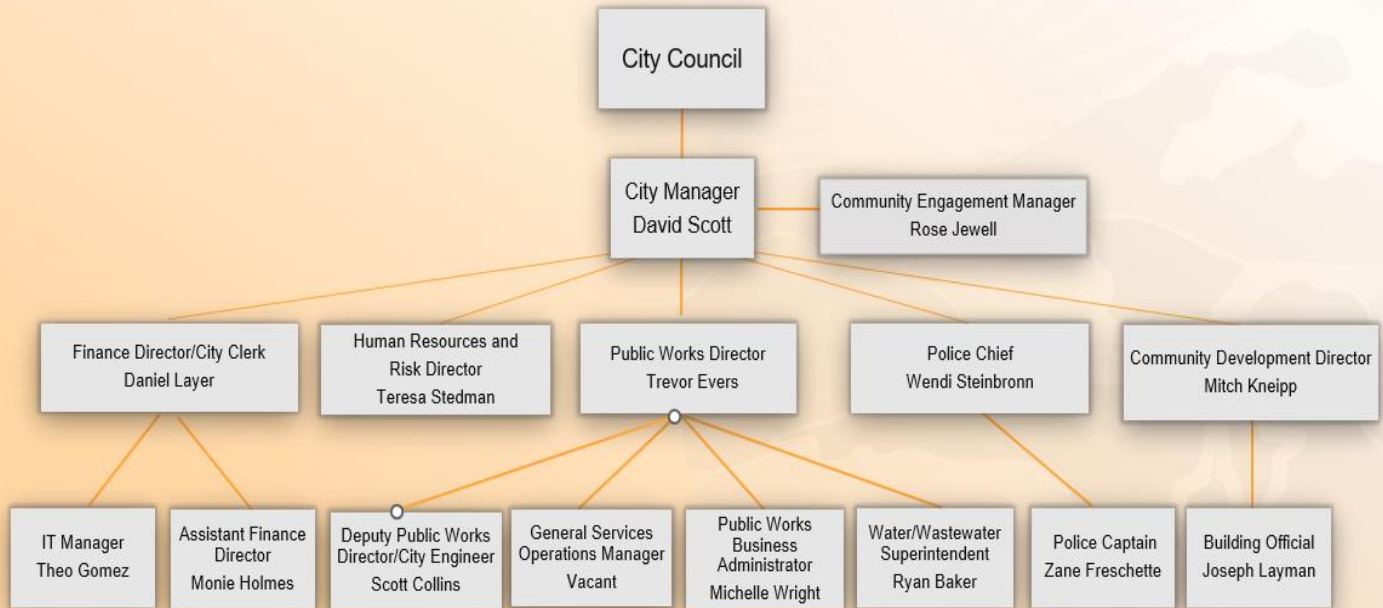 City Council
City Manager
David Scott
Community Engagement Manager
Rose Jewell
Finance Director/City Clerk
Daniel Layer
Human Resources and
Risk Director
Teresa Stedman
Public Works Director
Trevor Evers
Police Chief
Wendi Steinbronn
Community Development Director
Mitch Kneipp
IT Manager
Theo Gomez
Assistant Finance
Director
Monie Holmes
Deputy Public Works
Director/City Engineer
Scott Collins
General Services
Operations Manager
Vacant
Public Works
Business
Administrator
Michelle Wright
Water/Wastewater
Superintendent
Ryan Baker
Police Captain
Zane Freschette
Building Official
Joseph Layman